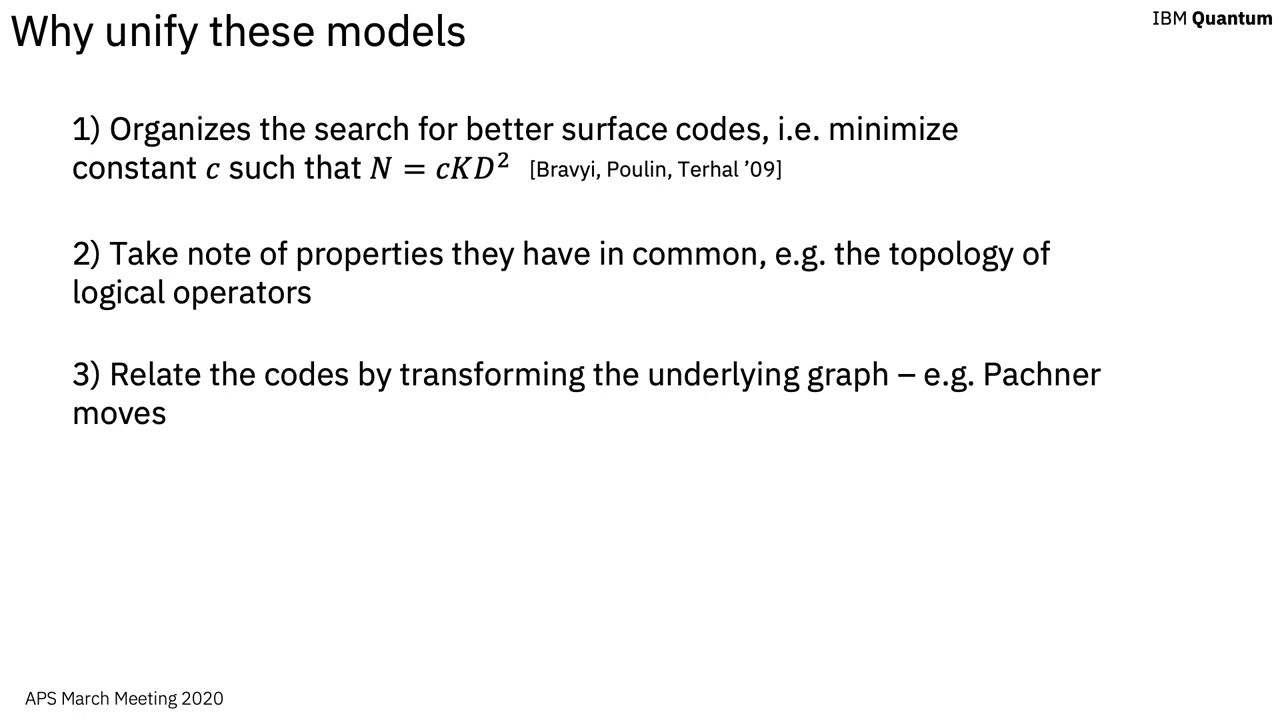 Why unify these models
IBM Quantum
1) Organizes the search for better surface codes, i.e. minimize
constant c such that N = cKD² [Bravyi, Poulin, Terhal ’09]
2) Take note of properties they have in common, e.g. the topology of
logical operators
3) Relate the codes by transforming the underlying graph – e.g. Pachner
moves
APS March Meeting 2020